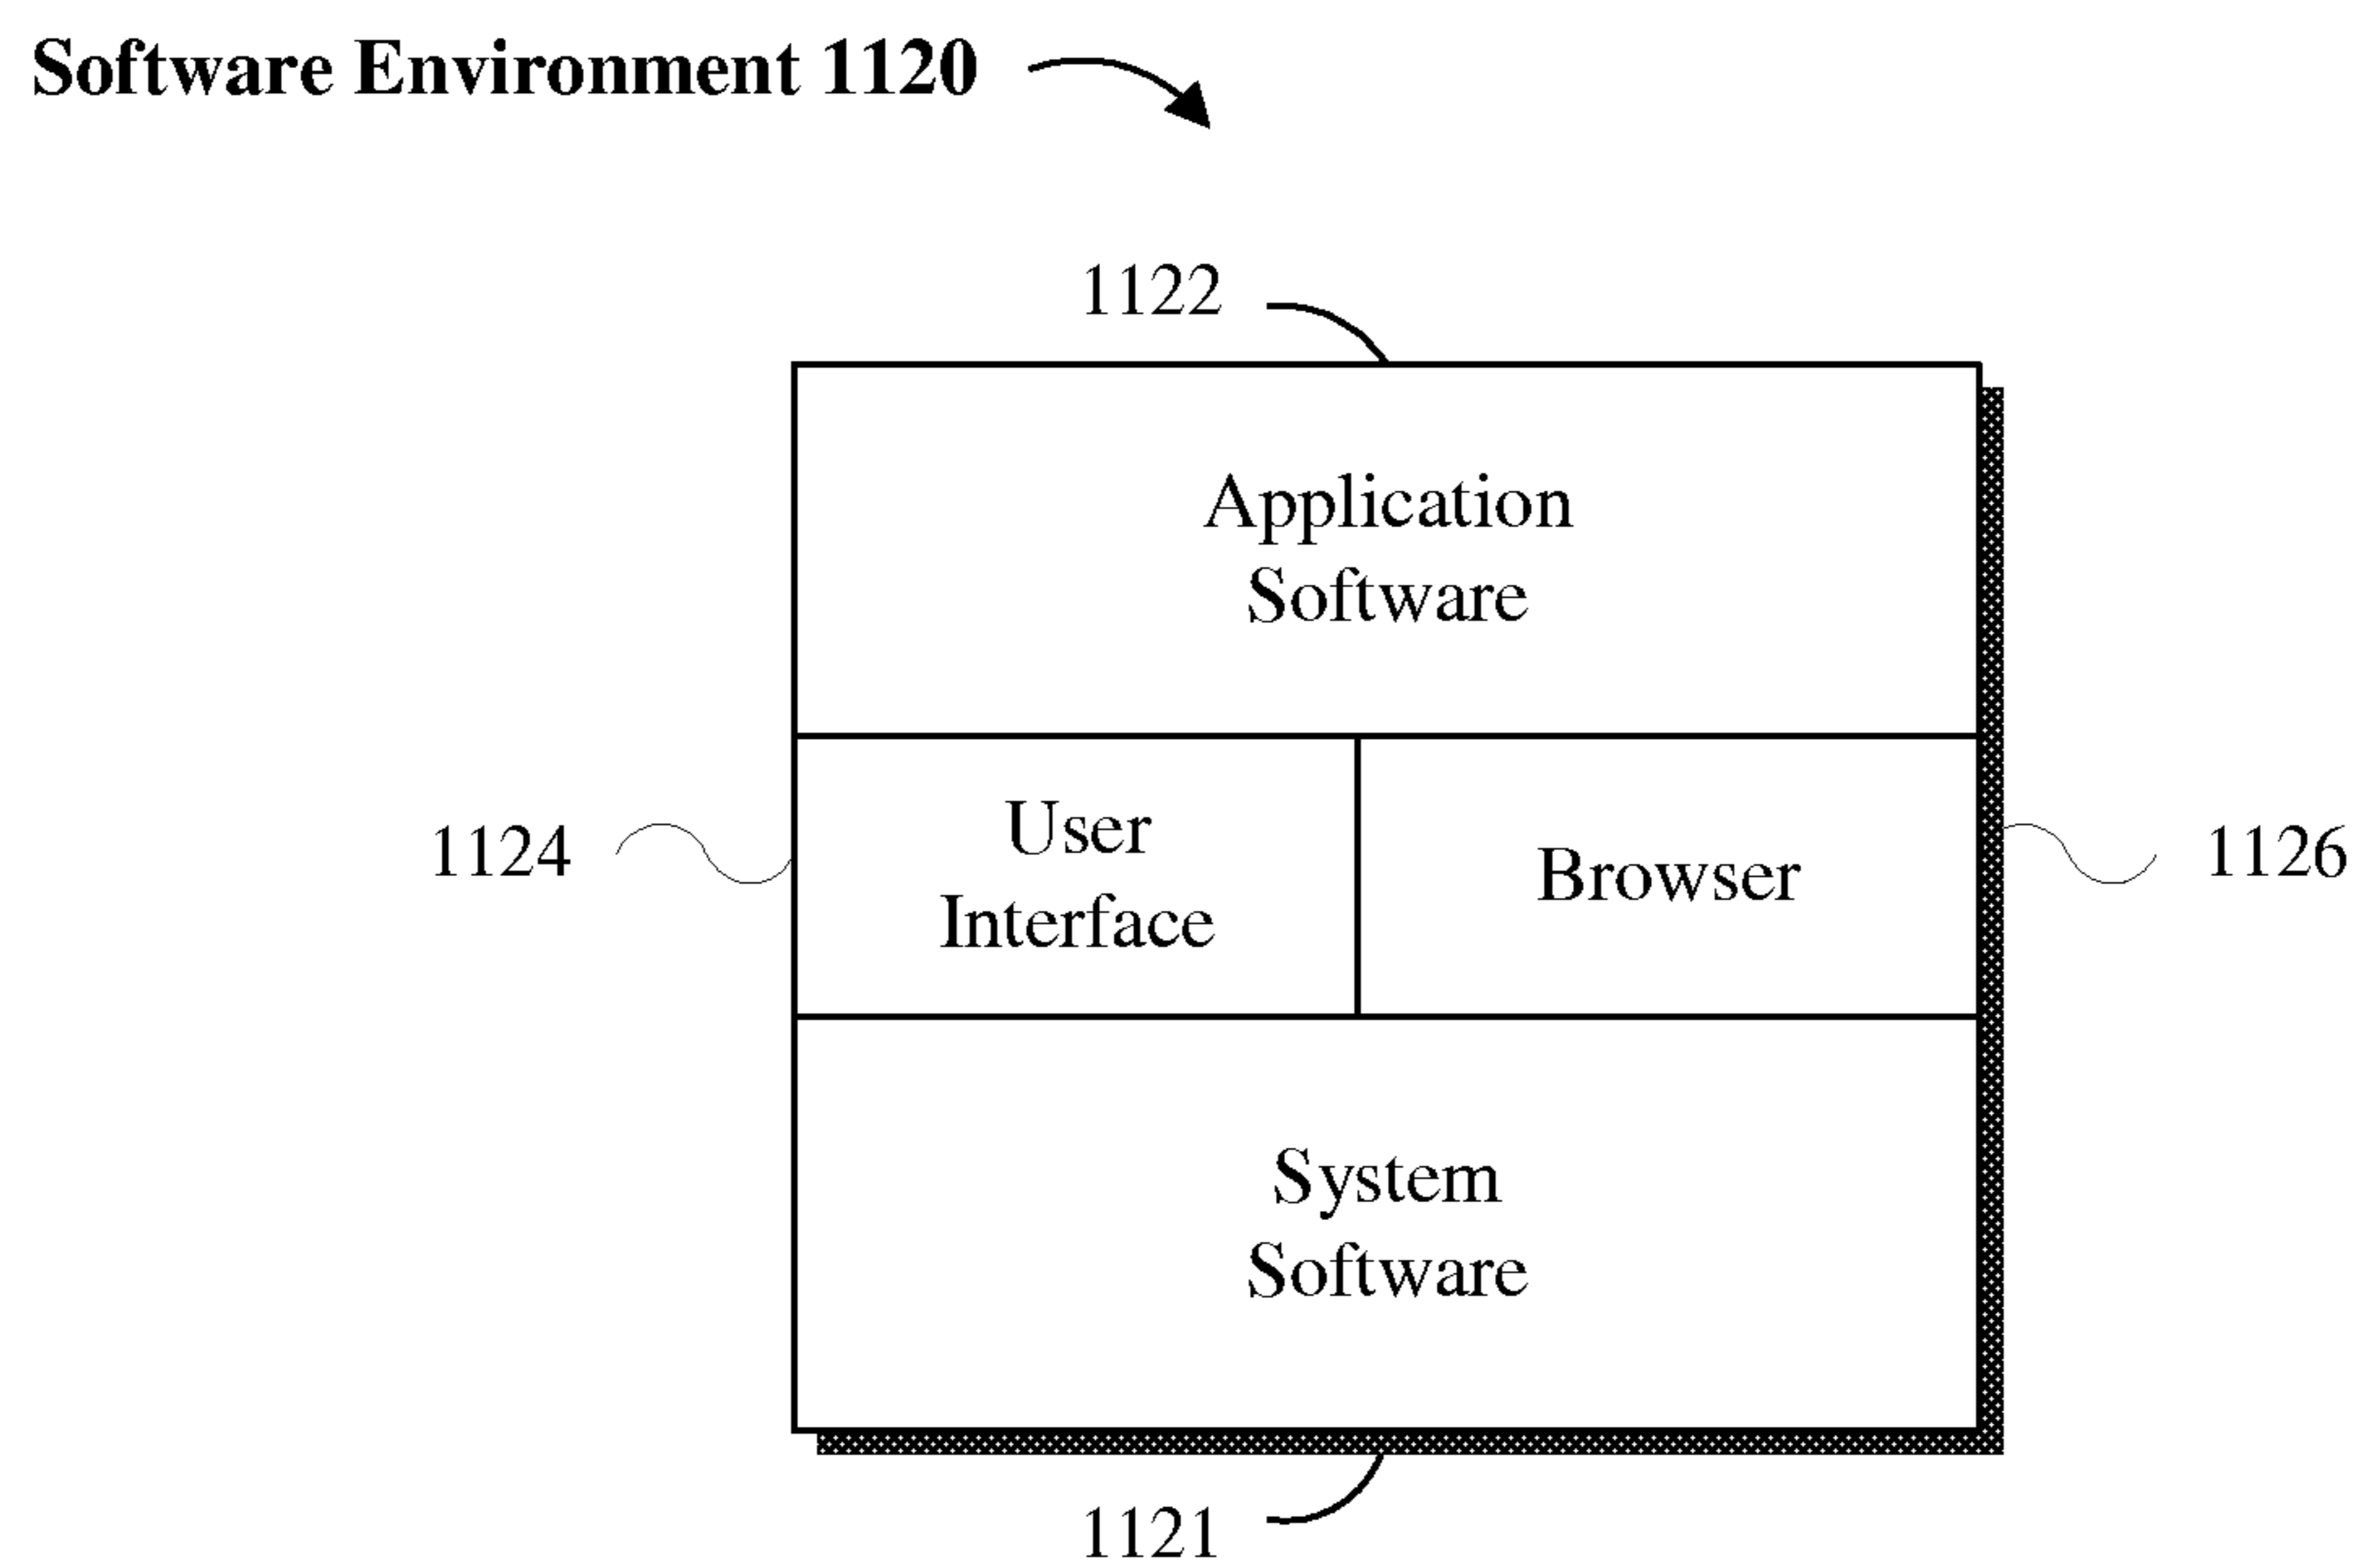 Software Environment 1120
1122
Application
Software
1124
User
Interface
Browser
1126
System
Software
1121